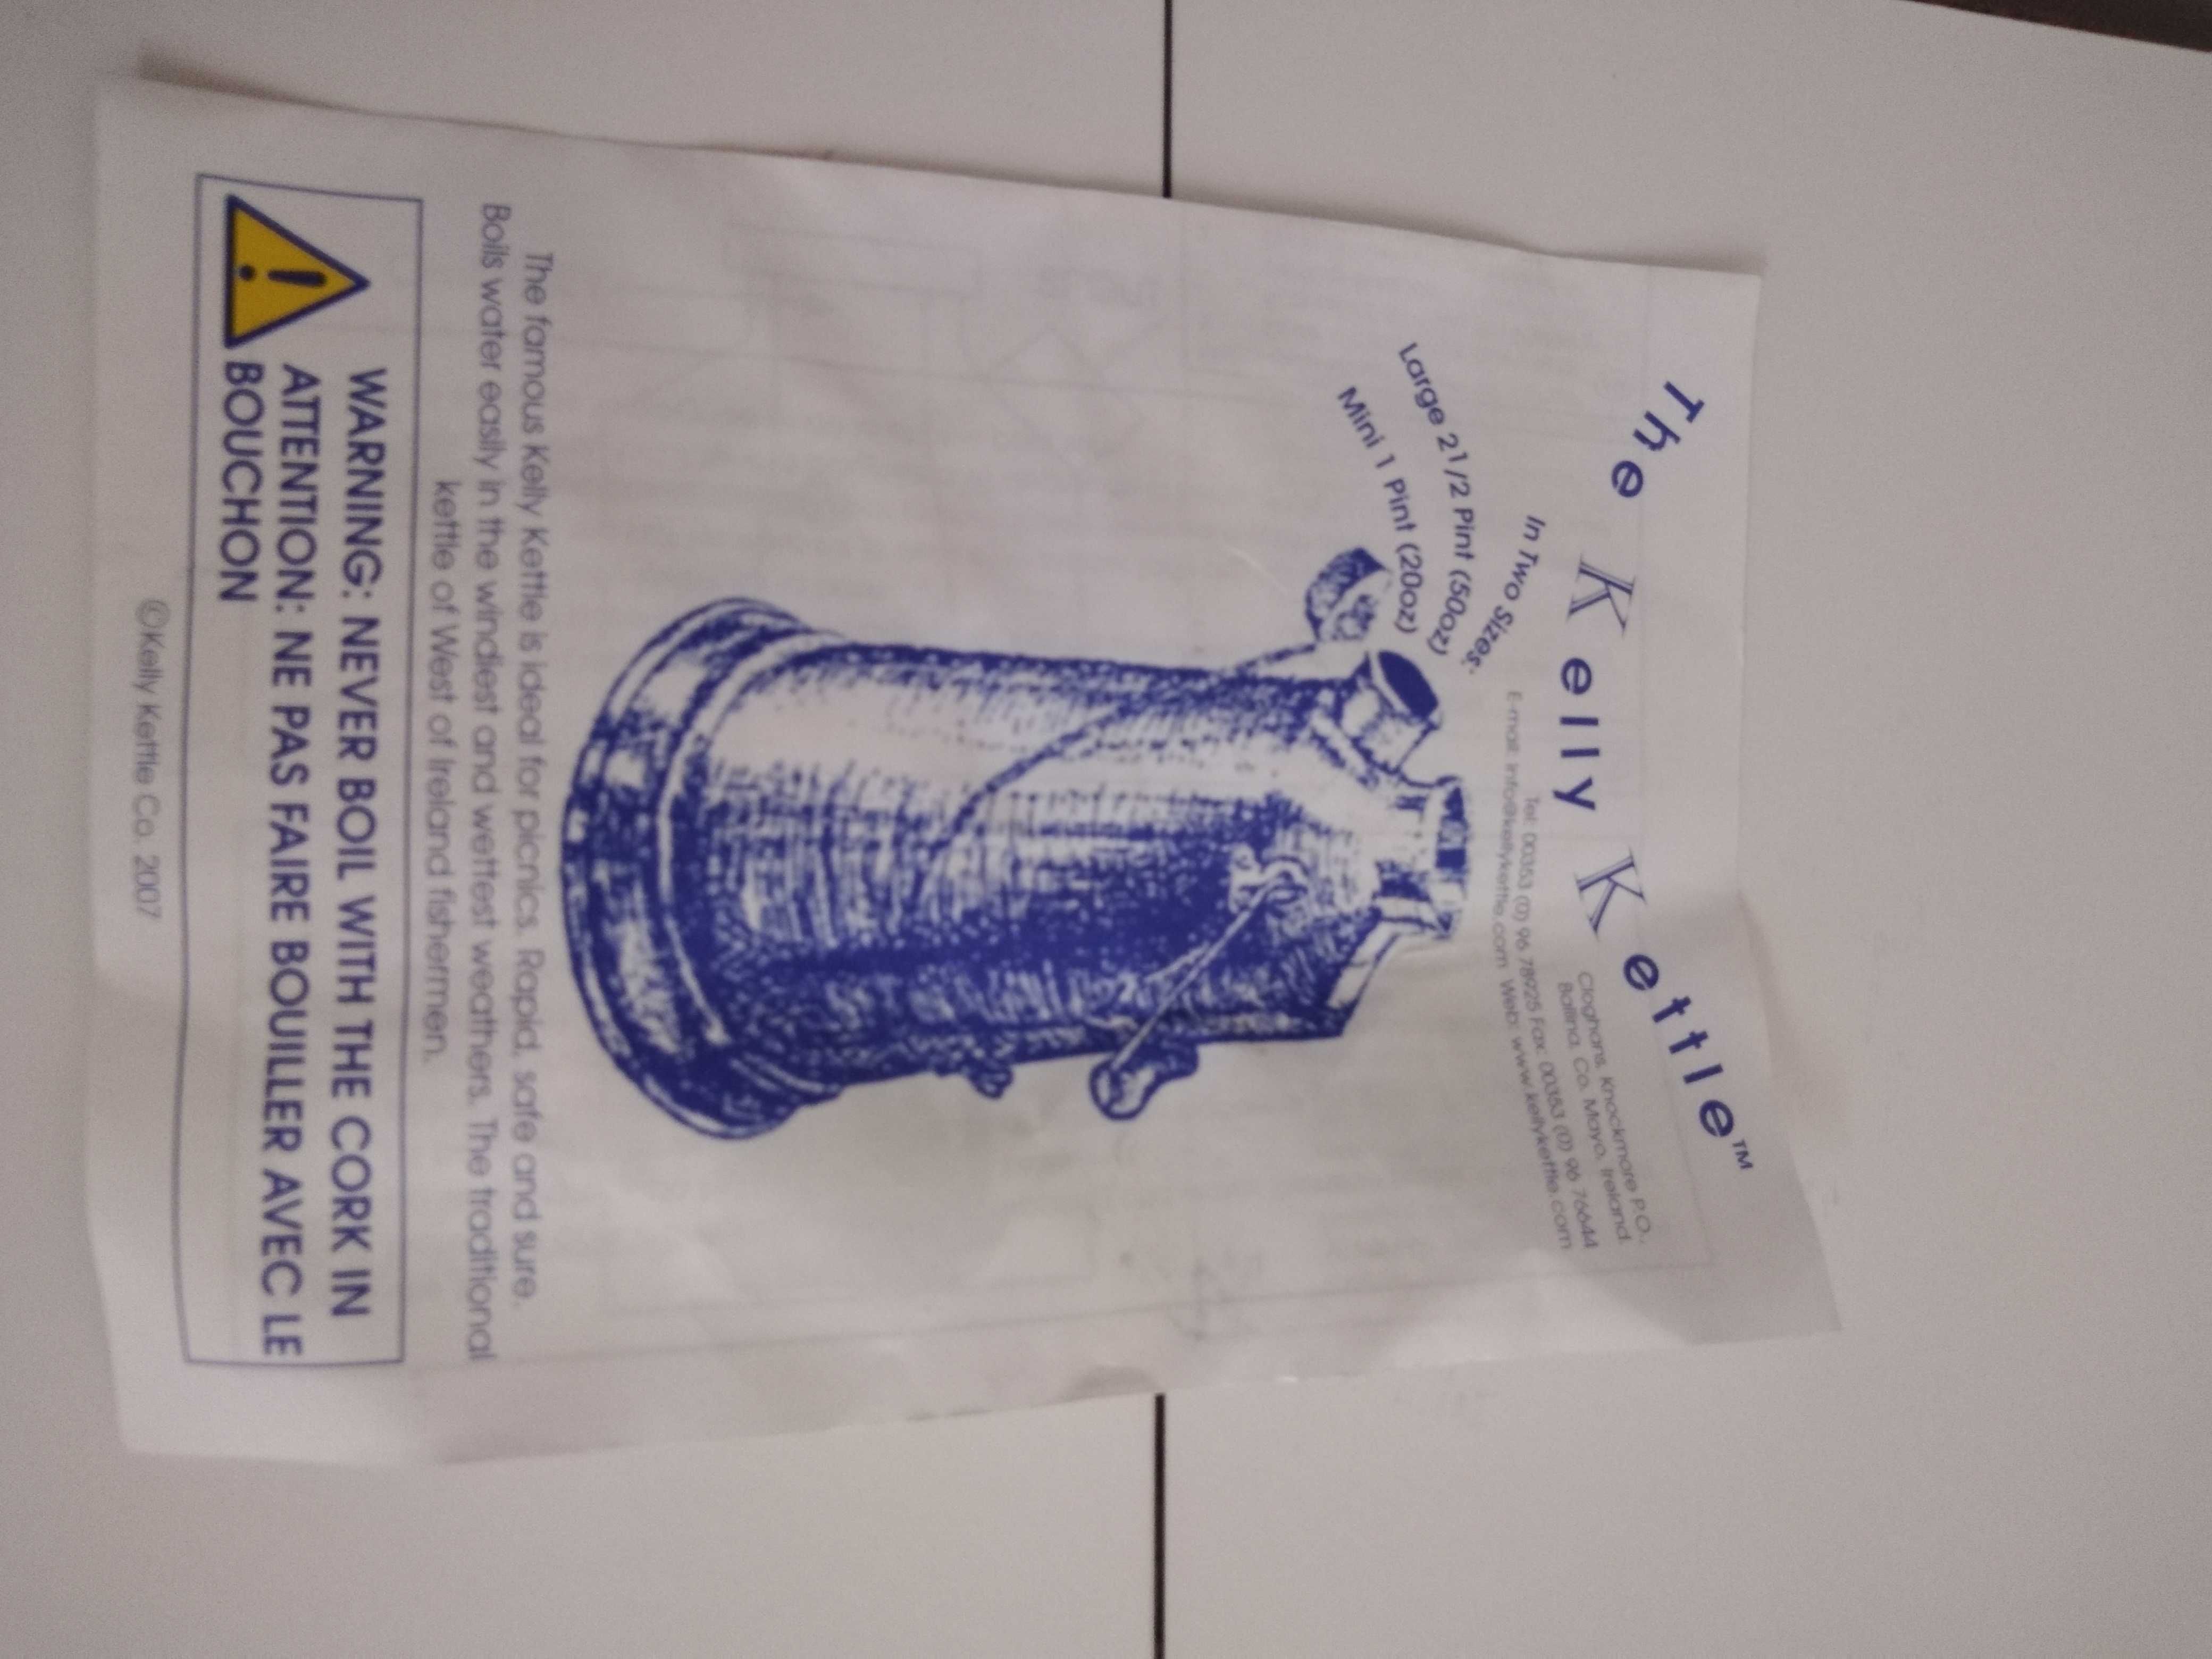 The Kelly Kettle™
Cloghans, Knockmore P.O.,
Ballina, Co. Mayo, Ireland.
Tel: 00353 (0) 96 78925 Fax: 00353 (0) 96 76644
E-mail: info@kellykettle.com Web: www.kellykettle.com
In Two Sizes:
Large 2 1/2 Pint (50oz)
Mini 1 Pint (20oz)
The famous Kelly Kettle is ideal for picnics. Rapid, safe and sure.
Boils water easily in the windiest and wettest weathers. The traditional
kettle of West of Ireland fishermen.
WARNING: NEVER BOIL WITH THE CORK IN
ATTENTION: NE PAS FAIRE BOUILLER AVEC LE
BOUCHON
©Kelly Kettle Co. 2007